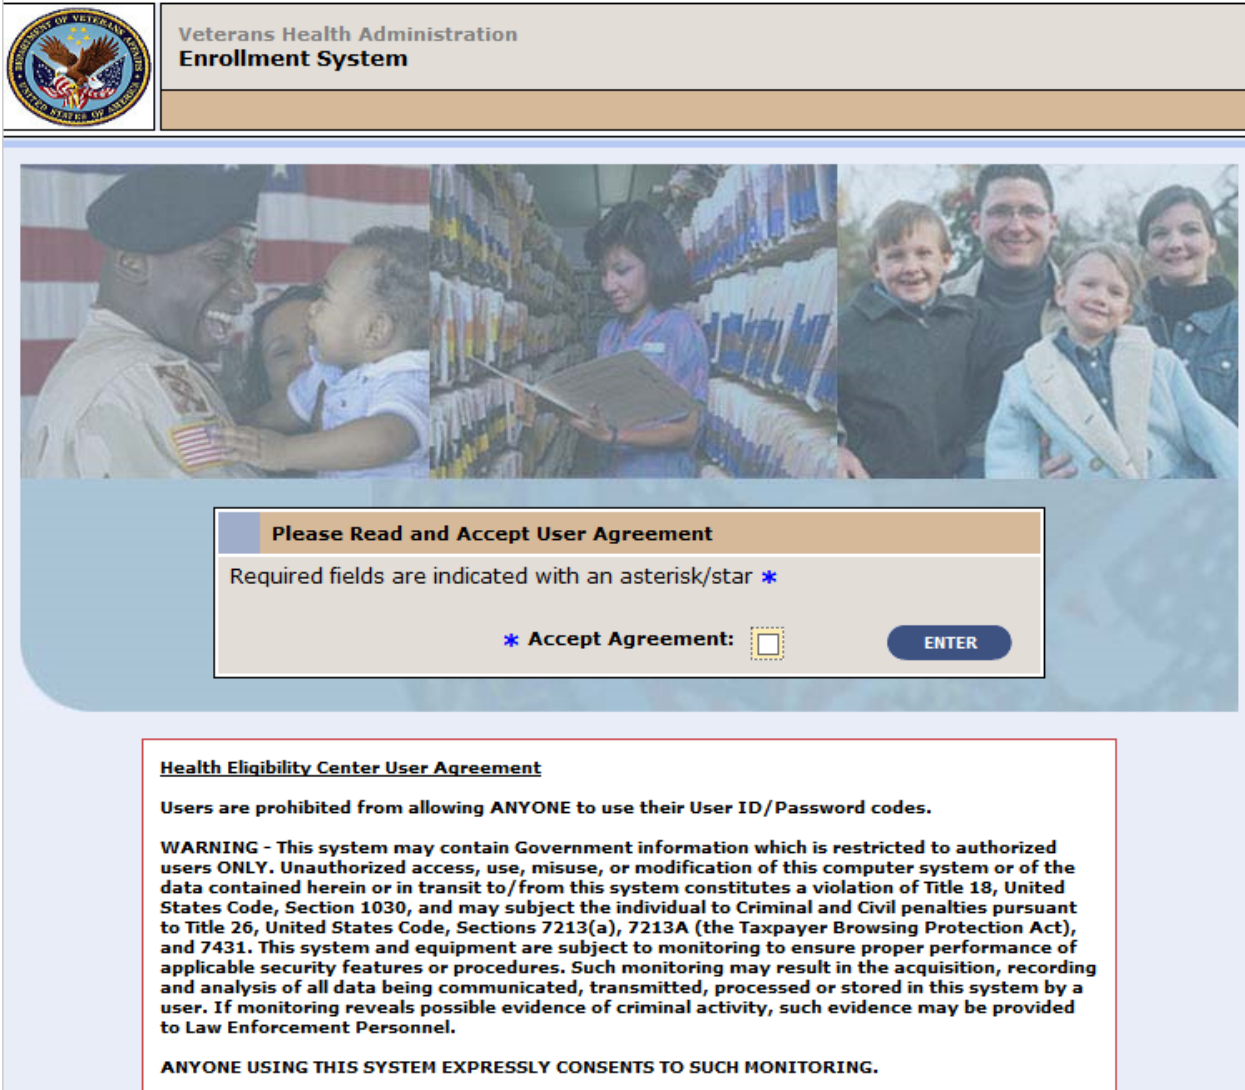 DEPARTMENT OF VETERANS AFFAIRS
UNITED STATES OF AMERICA
Veterans Health Administration
Enrollment System
Please Read and Accept User Agreement
Required fields are indicated with an asterisk/star *
* Accept Agreement:
ENTER
Health Eligibility Center User Agreement
Users are prohibited from allowing ANYONE to use their User ID/Password codes.
WARNING - This system may contain Government information which is restricted to authorized
users ONLY. Unauthorized access, use, misuse, or modification of this computer system or of the
data contained herein or in transit to/from this system constitutes a violation of Title 18, United
States Code, Section 1030, and may subject the individual to Criminal and Civil penalties pursuant
to Title 26, United States Code, Sections 7213(a), 7213A (the Taxpayer Browsing Protection Act),
and 7431. This system and equipment are subject to monitoring to ensure proper performance of
applicable security features or procedures. Such monitoring may result in the acquisition, recording
and analysis of all data being communicated, transmitted, processed or stored in this system by a
user. If monitoring reveals possible evidence of criminal activity, such evidence may be provided
to Law Enforcement Personnel.
ANYONE USING THIS SYSTEM EXPRESSLY CONSENTS TO SUCH MONITORING.